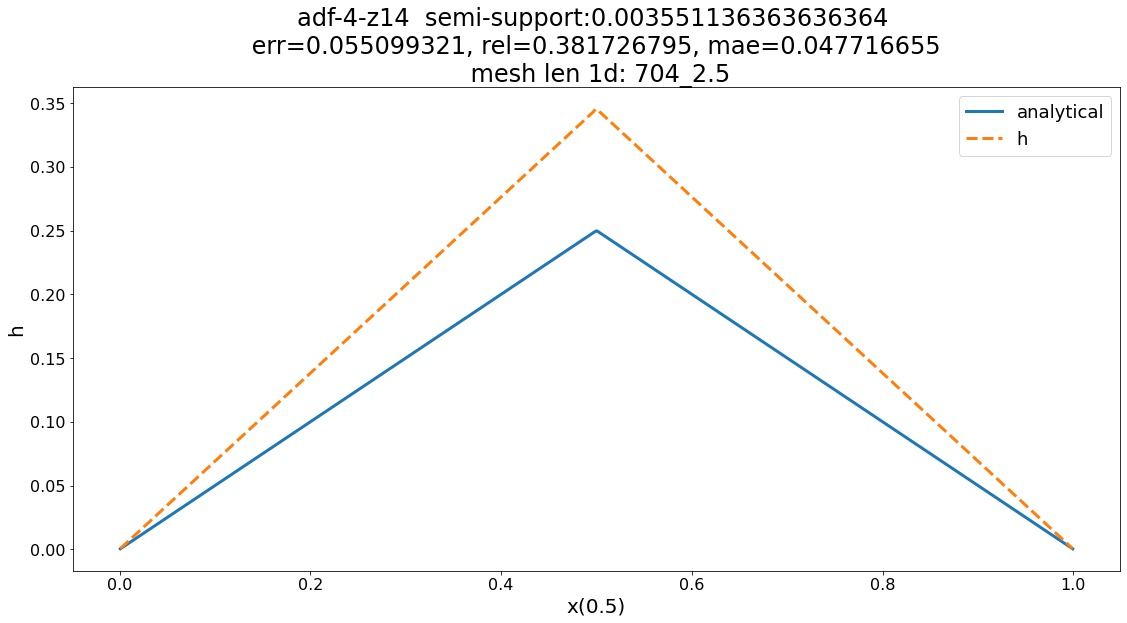 adf-4-z14  semi-support:0.003551136363636364
err=0.055099321, rel=0.381726795, mae=0.047716655
mesh len 1d: 704_2.5
analytical
h
0.35
0.30
0.25
0.20
0.15
0.10
0.05
0.00
h
0.0 0.2 0.4 0.6 0.8 1.0
x(0.5)